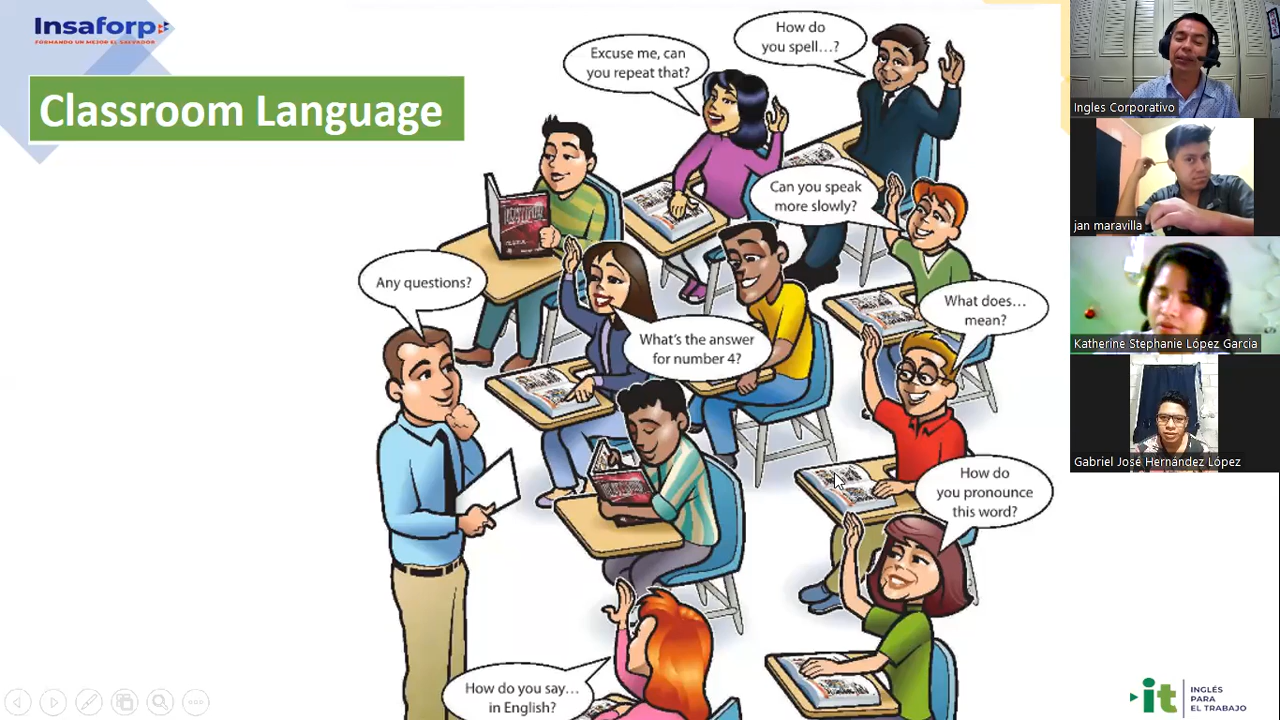 Insaforp
FORMANDO UN MEJOR EL SALVADOR
Classroom Language
How do
you spell…?
Excuse me, can
you repeat that?
Can you speak
more slowly?
Any questions?
What does…
mean?
What's the answer
for number 4?
How do
you pronounce
this word?
How do you say…
in English?
Ingles Corporativo
jan maravilla
Katherine Stephanie López García
Gabriel José Hernández López
it
INGLÉS
PARA
EL TRABAJO